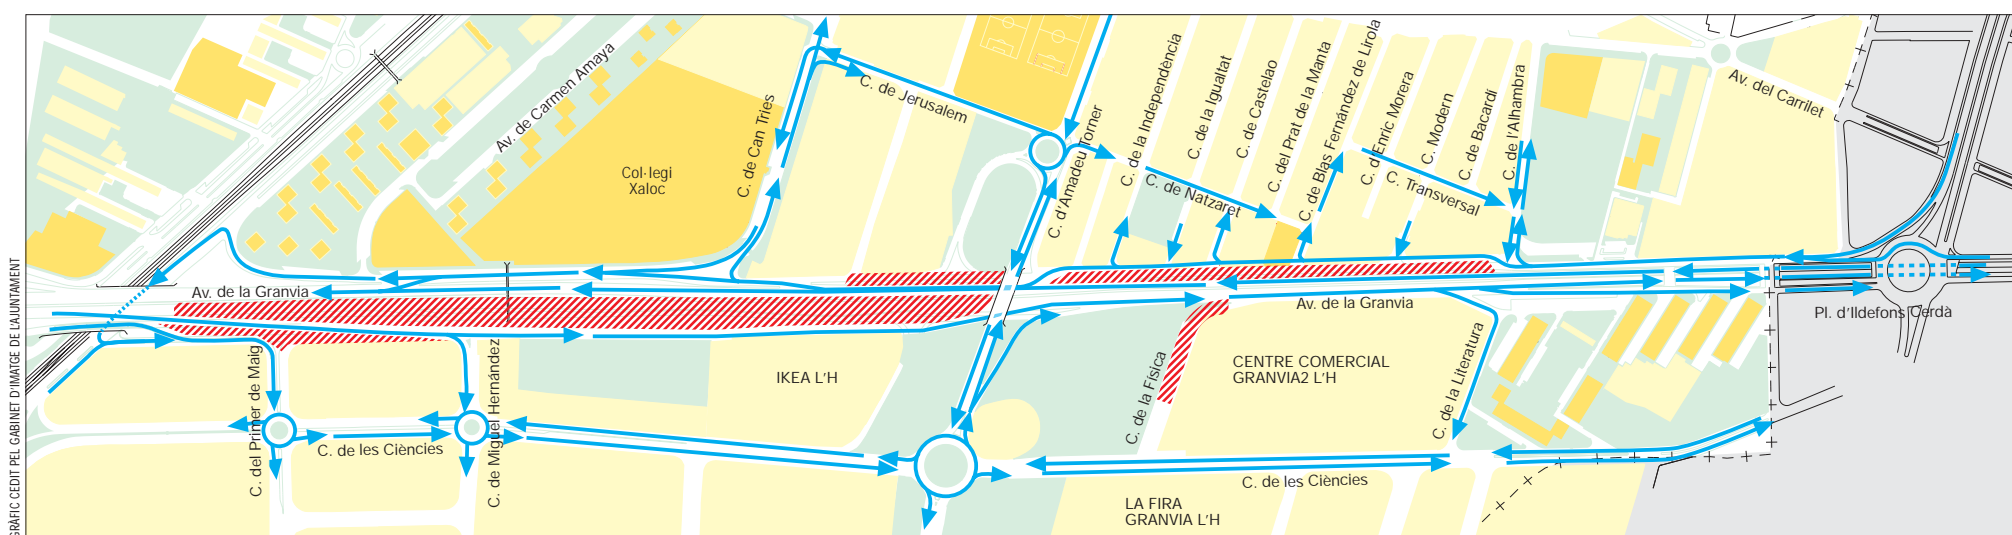 GRÀFIC CEDIT PEL GABINET D'IMATGE DE L'AJUNTAMENT
Av. de Carmen Amaya
Col·legi
Xaloc
C. de Can Tries
C. de Jerusalem
C. d'Amadeu Torner
C. de la Independència
C. de la Igualtat
C. de Castelao
C. del Prat de la Manta
C. de Blas Fernández de Lirola
C. d'Enric Morera
C. Modern
C. de Bacardí
C. de l'Alhambra
Av. del Carrilet
C. de Natzaret
C. Transversal
Av. de la Granvia
Av. de la Granvia
Pl. d'Ildefons Cerdà
C. del Primer de Maig
C. de les Ciències
C. de Miguel Hernández
IKEA L'H
C. de la Física
CENTRE COMERCIAL
GRANVIA2 L'H
C. de la Literatura
C. de les Ciències
LA FIRA
GRANVIA L'H